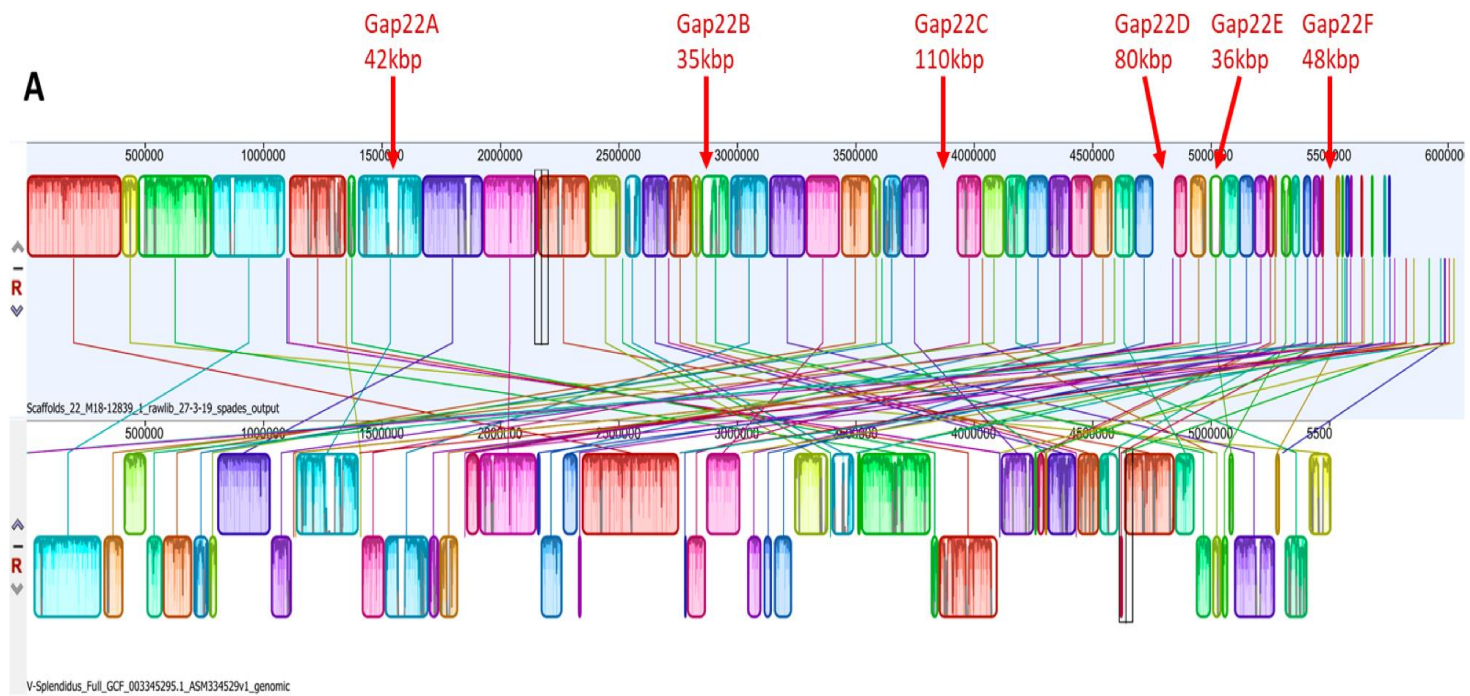 Gap22A Gap22B Gap22C Gap22D Gap22E Gap22F
42kbp 35kbp 110kbp 80kbp 36kbp 48kbp
A
500000 1000000 1500000 2000000 2500000 3000000 3500000 4000000 4500000 5000000 5500000 600000
R
Scaffolds_22_M18-12839_1_rawlib_27-3-19_spades_output
500000 1000000 1500000 2000000 2500000 3000000 3500000 4000000 4500000 5000000 5500
R
V-Splendidus_Full_GCF_003345295.1_ASM334529v1_genomic